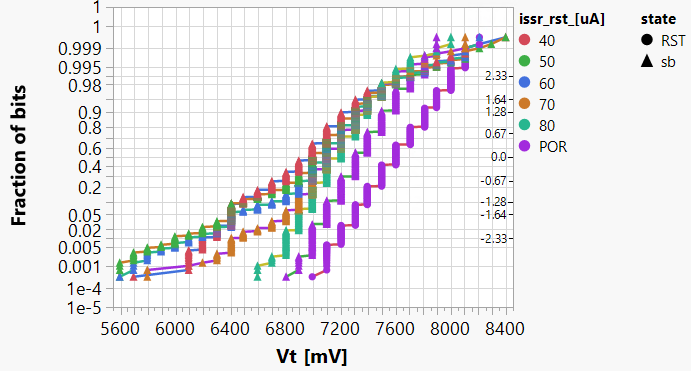 1
1
0.999
0.995
0.98
0.9
0.8
0.6
0.4
0.2
0.05
0.02
0.005
0.001
1e-4
1e-5
Fraction of bits
2.33
1.64
1.28
0.67
0.0
-0.67
-1.28
-1.64
-2.33
5600 6000 6400 6800 7200 7600 8000 8400
Vt [mV]
issr_rst_[uA]
40
50
60
70
80
POR
state
RST
sb